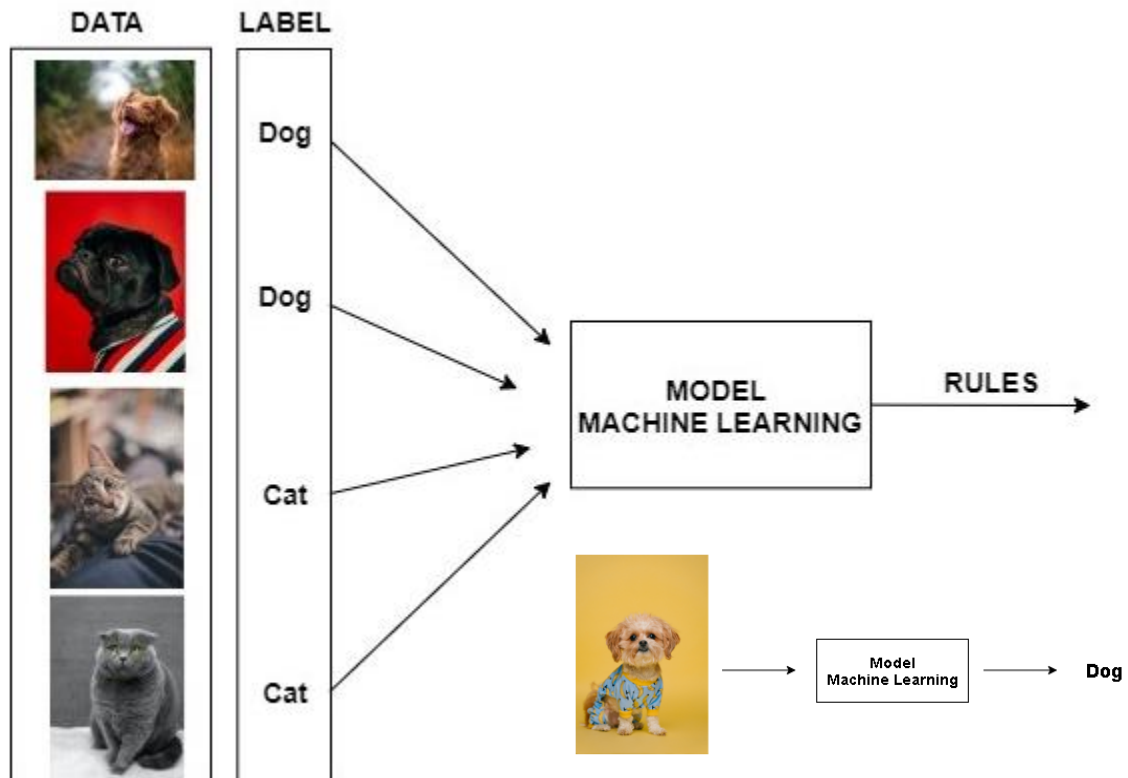 DATA
LABEL
Dog
Dog
Cat
Cat
MODEL
MACHINE LEARNING
RULES
Model
Machine Learning
Dog